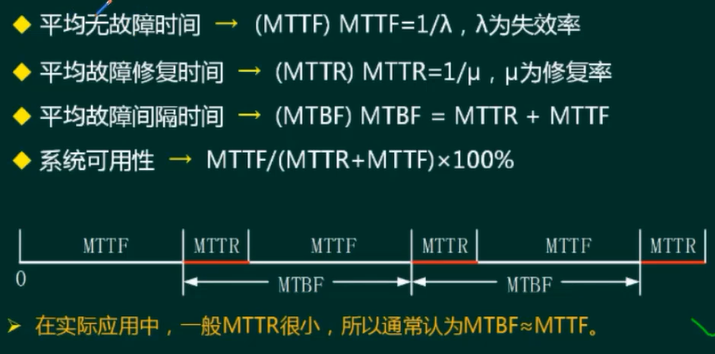 ◆ 平均无故障时间 → (MTTF) MTTF=1/λ，λ为失效率
◆ 平均故障修复时间 → (MTTR) MTTR=1/μ，μ为修复率
◆ 平均故障间隔时间 → (MTBF) MTBF = MTTR + MTTF
◆ 系统可用性 → MTTF/(MTTR+MTTF)×100%
MTTF MTTR MTTF MTTR MTTF MTTR
0 MTBF MTBF
➢ 在实际应用中，一般MTTR很小，所以通常认为MTBF≈MTTF。